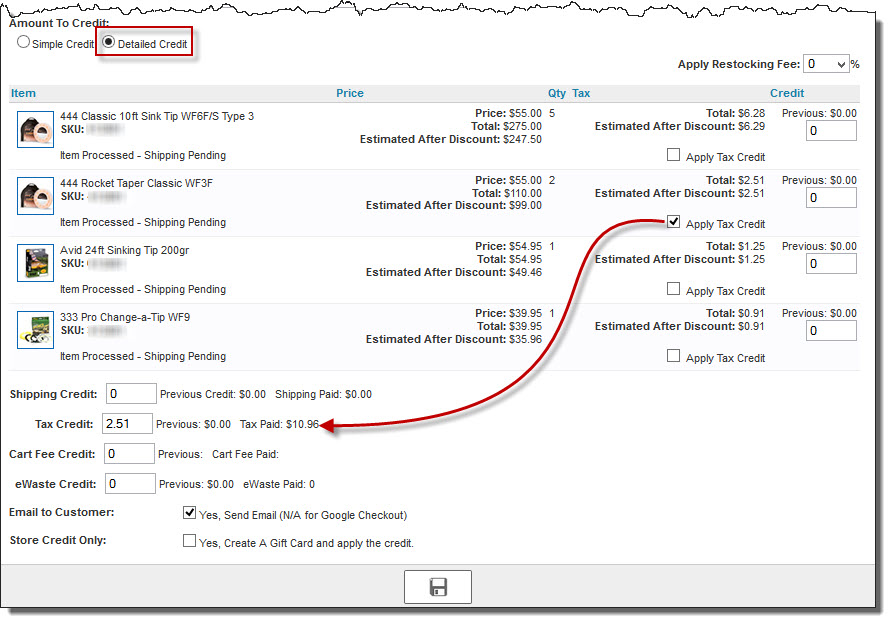 Amount To Credit:
Simple Credit Detailed Credit
Apply Restocking Fee: 0 %
Item Price Qty Tax Credit
444 Classic 10ft Sink Tip WF6F/S Type 3 Price: $55.00 5 Total: $6.28 Previous: $0.00
SKU: Total: $275.00 Estimated After Discount: $6.29 0
Estimated After Discount: $247.50
Item Processed - Shipping Pending Apply Tax Credit
444 Rocket Taper Classic WF3F Price: $55.00 2 Total: $2.51 Previous: $0.00
SKU: Total: $110.00 Estimated After Discount: $2.51 0
Estimated After Discount: $99.00
Item Processed - Shipping Pending Apply Tax Credit
Avid 24ft Sinking Tip 200gr Price: $54.95 1 Total: $1.25 Previous: $0.00
SKU: Total: $54.95 Estimated After Discount: $1.25 0
Estimated After Discount: $49.46
Item Processed - Shipping Pending Apply Tax Credit
333 Pro Change-a-Tip WF9 Price: $39.95 1 Total: $0.91 Previous: $0.00
SKU: Total: $39.95 Estimated After Discount: $0.91 0
Estimated After Discount: $35.96
Item Processed - Shipping Pending Apply Tax Credit
Shipping Credit: 0 Previous Credit: $0.00 Shipping Paid: $0.00
Tax Credit: 2.51 Previous: $0.00 Tax Paid: $10.96
Cart Fee Credit: 0 Previous: Cart Fee Paid:
eWaste Credit: 0 Previous: $0.00 eWaste Paid: 0
Email to Customer: Yes, Send Email (N/A for Google Checkout)
Store Credit Only: Yes, Create A Gift Card and apply the credit.